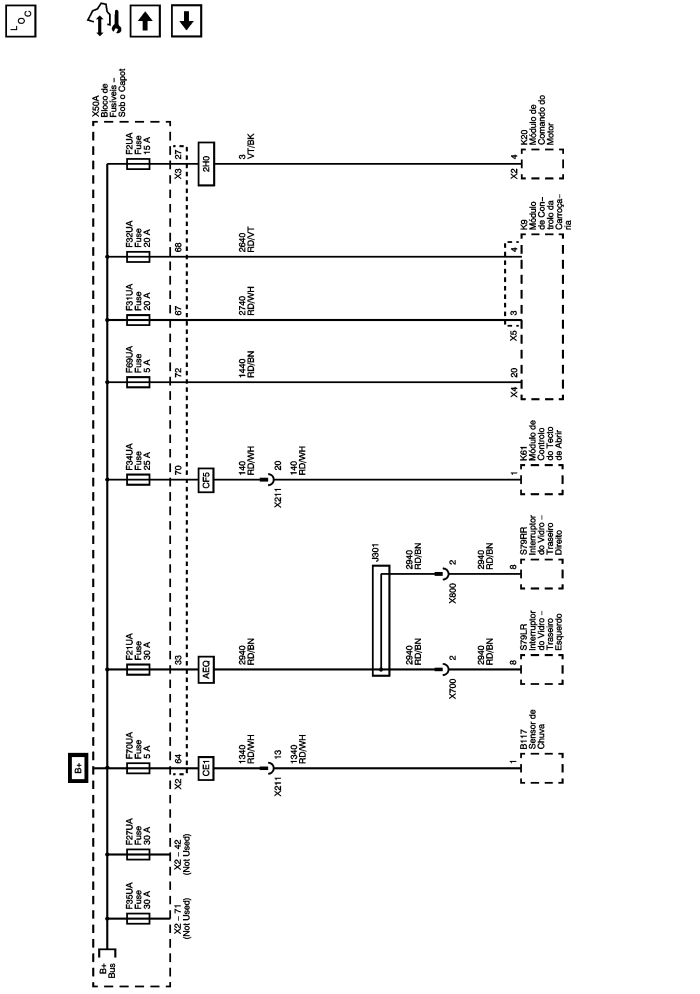 LOC
X50A
Bloco de
Fusíveis –
Sob o Capot
F2UA
Fuse
15 A
27
X3
2H0
3
VT/BK
4
X2
K20
Módulo de
Comando do
Motor
F32UA
Fuse
20 A
68
2640
RD/VT
4
K9
Módulo
de Con-
trolo da
Carroça-
ria
F31UA
Fuse
20 A
67
2740
RD/WH
3
X5
F69UA
Fuse
5 A
72
1440
RD/BN
20
X4
F34UA
Fuse
25 A
70
CF5
140
RD/WH
20
X211
140
RD/WH
1
K61
Módulo de
Controlo
do Tecto
de Abrir
J301
2940
RD/BN
2
X800
2940
RD/BN
8
S79RR
Interruptor
do Vidro –
Traseiro
Direito
F21UA
Fuse
30 A
33
AEQ
2940
RD/BN
2940
RD/BN
2
X700
2940
RD/BN
8
S79LR
Interruptor
do Vidro –
Traseiro
Esquerdo
B+
F70UA
Fuse
5 A
64
X2
CE1
1340
RD/WH
13
X211
1340
RD/WH
1
B117
Sensor de
Chuva
F27UA
Fuse
30 A
X2 – 42
(Not Used)
F35UA
Fuse
30 A
X2 – 71
(Not Used)
B+
Bus